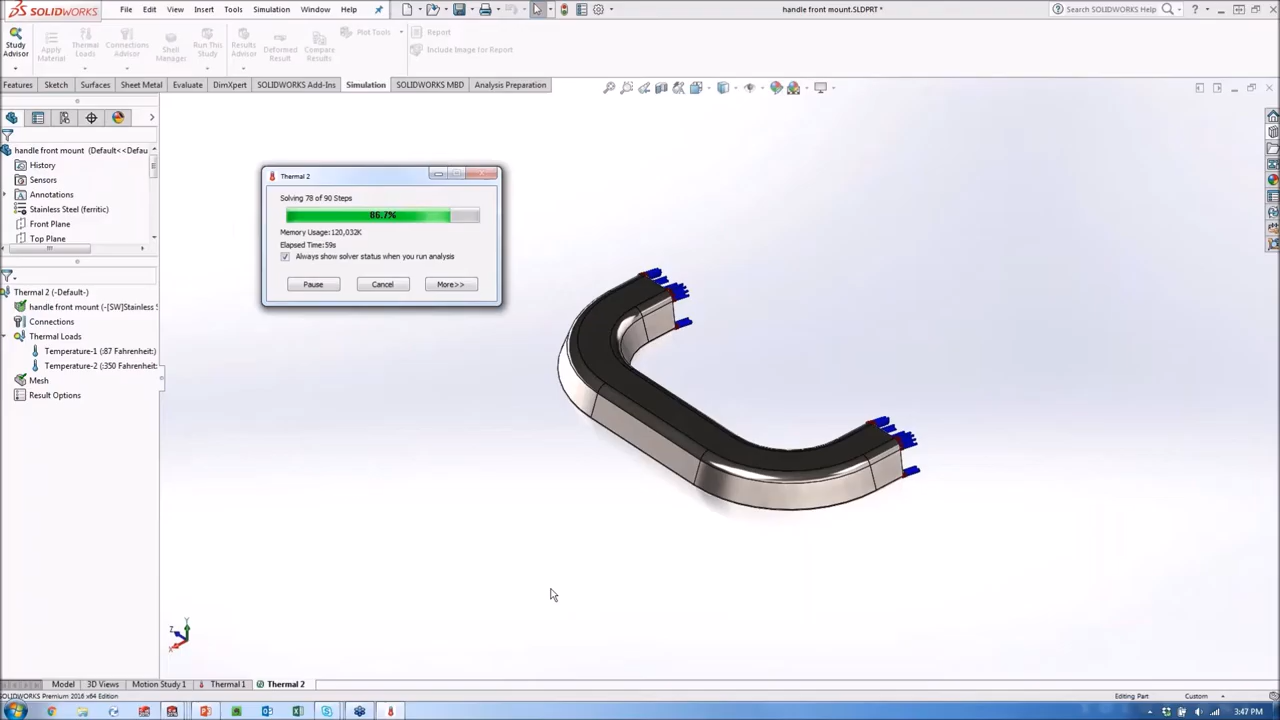 SOLIDWORKS File Edit View Insert Tools Simulation Window Help handle front mount.SLDPRT * Search SOLIDWORKS Help
Study Advisor Apply Material Thermal Loads Connections Advisor Shell Manager Run This Study Results Advisor Deformed Result Compare Results Plot Tools Report
Include Image for Report
Features Sketch Surfaces Sheet Metal Evaluate DimXpert SOLIDWORKS Add-Ins Simulation SOLIDWORKS MBD Analysis Preparation
handle front mount (Default<<Defau
History
Sensors
Annotations
Stainless Steel (ferritic)
Front Plane
Top Plane
Thermal 2
Solving 78 of 90 Steps
86.7%
Memory Usage:120,032K
Elapsed Time:59s
Always show solver status when you run analysis
Pause Cancel More>>
Thermal 2 (-Default-)
handle front mount (-[SW]Stainless S
Connections
Thermal Loads
Temperature-1 (:87 Fahrenheit:)
Temperature-2 (:350 Fahrenheit:)
Mesh
Result Options
Y
Z
X
Model 3D Views Motion Study 1 Thermal 1 Thermal 2
SOLIDWORKS Premium 2016 x64 Edition Editing Part Custom
3:47 PM